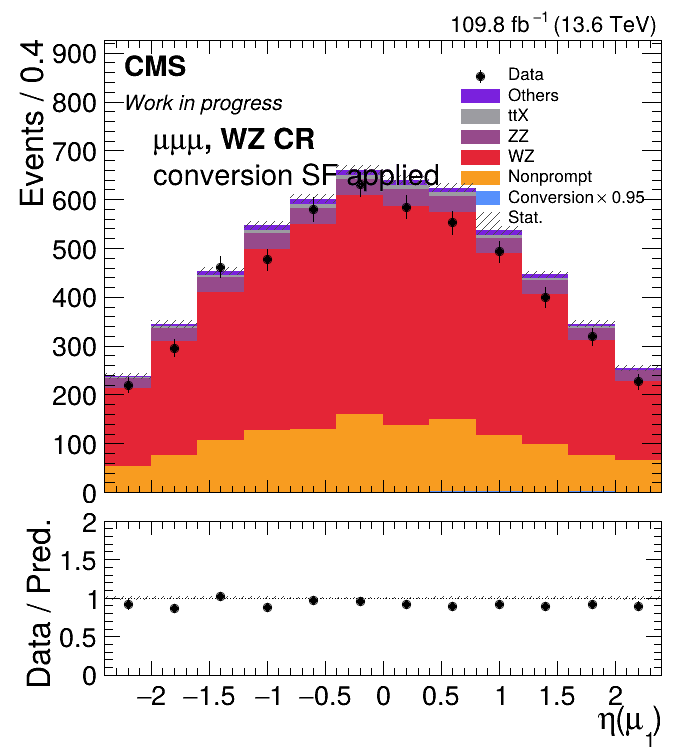 109.8 fb⁻¹ (13.6 TeV)
Events / 0.4
900
800
700
600
500
400
300
200
100
0
CMS
Work in progress
μμμ, WZ CR
conversion SF applied
Data
Others
ttX
ZZ
WZ
Nonprompt
Conversion × 0.95
Stat.
Data / Pred.
2
1.5
1
0.5
0
−2 −1.5 −1 −0.5 0 0.5 1 1.5 2
η(μ₁)